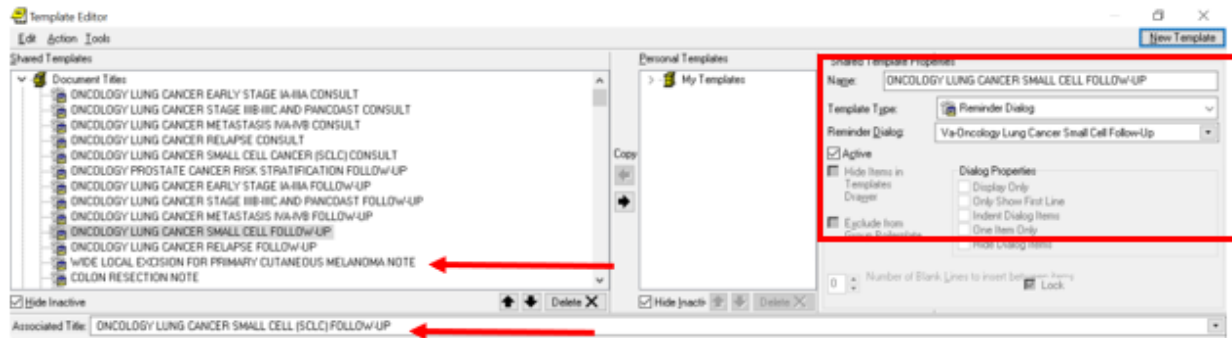 Template Editor
Edit Action Tools
New Template
Shared Templates
Document Titles
ONCOLOGY LUNG CANCER EARLY STAGE IA-IIIA CONSULT
ONCOLOGY LUNG CANCER STAGE IIIB-IIIC AND PANCOAST CONSULT
ONCOLOGY LUNG CANCER METASTASIS IVA-IVB CONSULT
ONCOLOGY LUNG CANCER RELAPSE CONSULT
ONCOLOGY LUNG CANCER SMALL CELL CANCER (SCLC) CONSULT
ONCOLOGY PROSTATE CANCER RISK STRATIFICATION FOLLOW-UP
ONCOLOGY LUNG CANCER EARLY STAGE IA-IIIA FOLLOW-UP
ONCOLOGY LUNG CANCER STAGE IIIB-IIIC AND PANCOAST FOLLOW-UP
ONCOLOGY LUNG CANCER METASTASIS IVA-IVB FOLLOW-UP
ONCOLOGY LUNG CANCER SMALL CELL FOLLOW-UP
ONCOLOGY LUNG CANCER RELAPSE FOLLOW-UP
WIDE LOCAL EXCISION FOR PRIMARY CUTANEOUS MELANOMA NOTE
COLON RESECTION NOTE
Hide Inactive
Delete
Copy
Personal Templates
My Templates
Hide Inactiv
Delete
Shared Template Properties
Name: ONCOLOGY LUNG CANCER SMALL CELL FOLLOW-UP
Template Type: Reminder Dialog
Reminder Dialog: Va-Oncology Lung Cancer Small Cell Follow-Up
Active
Hide Items in
Templates
Drawer
Exclude from
Group Boilerplate
Dialog Properties
Display Only
Only Show First Line
Indent Dialog Items
One Item Only
Hide Dialog Items
0 Number of Blank Lines to insert between items
Lock
Associated Title: ONCOLOGY LUNG CANCER SMALL CELL (SCLC) FOLLOW-UP